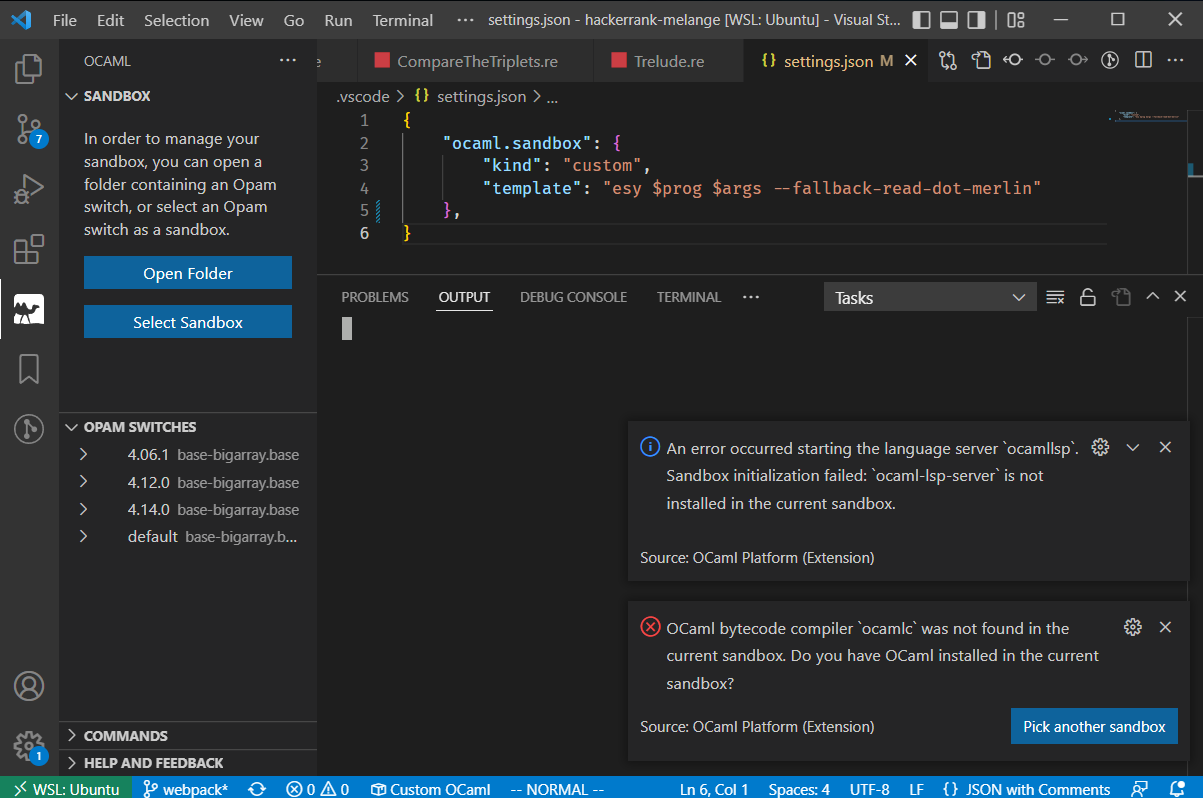 File Edit Selection View Go Run Terminal ··· settings.json - hackerrank-melange [WSL: Ubuntu] - Visual St...
OCAML ···
e CompareTheTriplets.re Trelude.re {} settings.json M
SANDBOX
In order to manage your
sandbox, you can open a
folder containing an Opam
switch, or select an Opam
switch as a sandbox.
Open Folder
Select Sandbox
7
OPAM SWITCHES
4.06.1 base-bigarray.base
4.12.0 base-bigarray.base
4.14.0 base-bigarray.base
default base-bigarray.b...
COMMANDS
HELP AND FEEDBACK
1
.vscode > {} settings.json > ...
1 {
2 "ocaml.sandbox": {
3 "kind": "custom",
4 "template": "esy $prog $args --fallback-read-dot-merlin"
5 },
6 }
PROBLEMS OUTPUT DEBUG CONSOLE TERMINAL ··· Tasks
An error occurred starting the language server `ocamllsp`.
Sandbox initialization failed: `ocaml-lsp-server` is not
installed in the current sandbox.
Source: OCaml Platform (Extension)
OCaml bytecode compiler `ocamlc` was not found in the
current sandbox. Do you have OCaml installed in the current
sandbox?
Source: OCaml Platform (Extension) Pick another sandbox
WSL: Ubuntu webpack* 0 0 Custom OCaml -- NORMAL -- Ln 6, Col 1 Spaces: 4 UTF-8 LF {} JSON with Comments